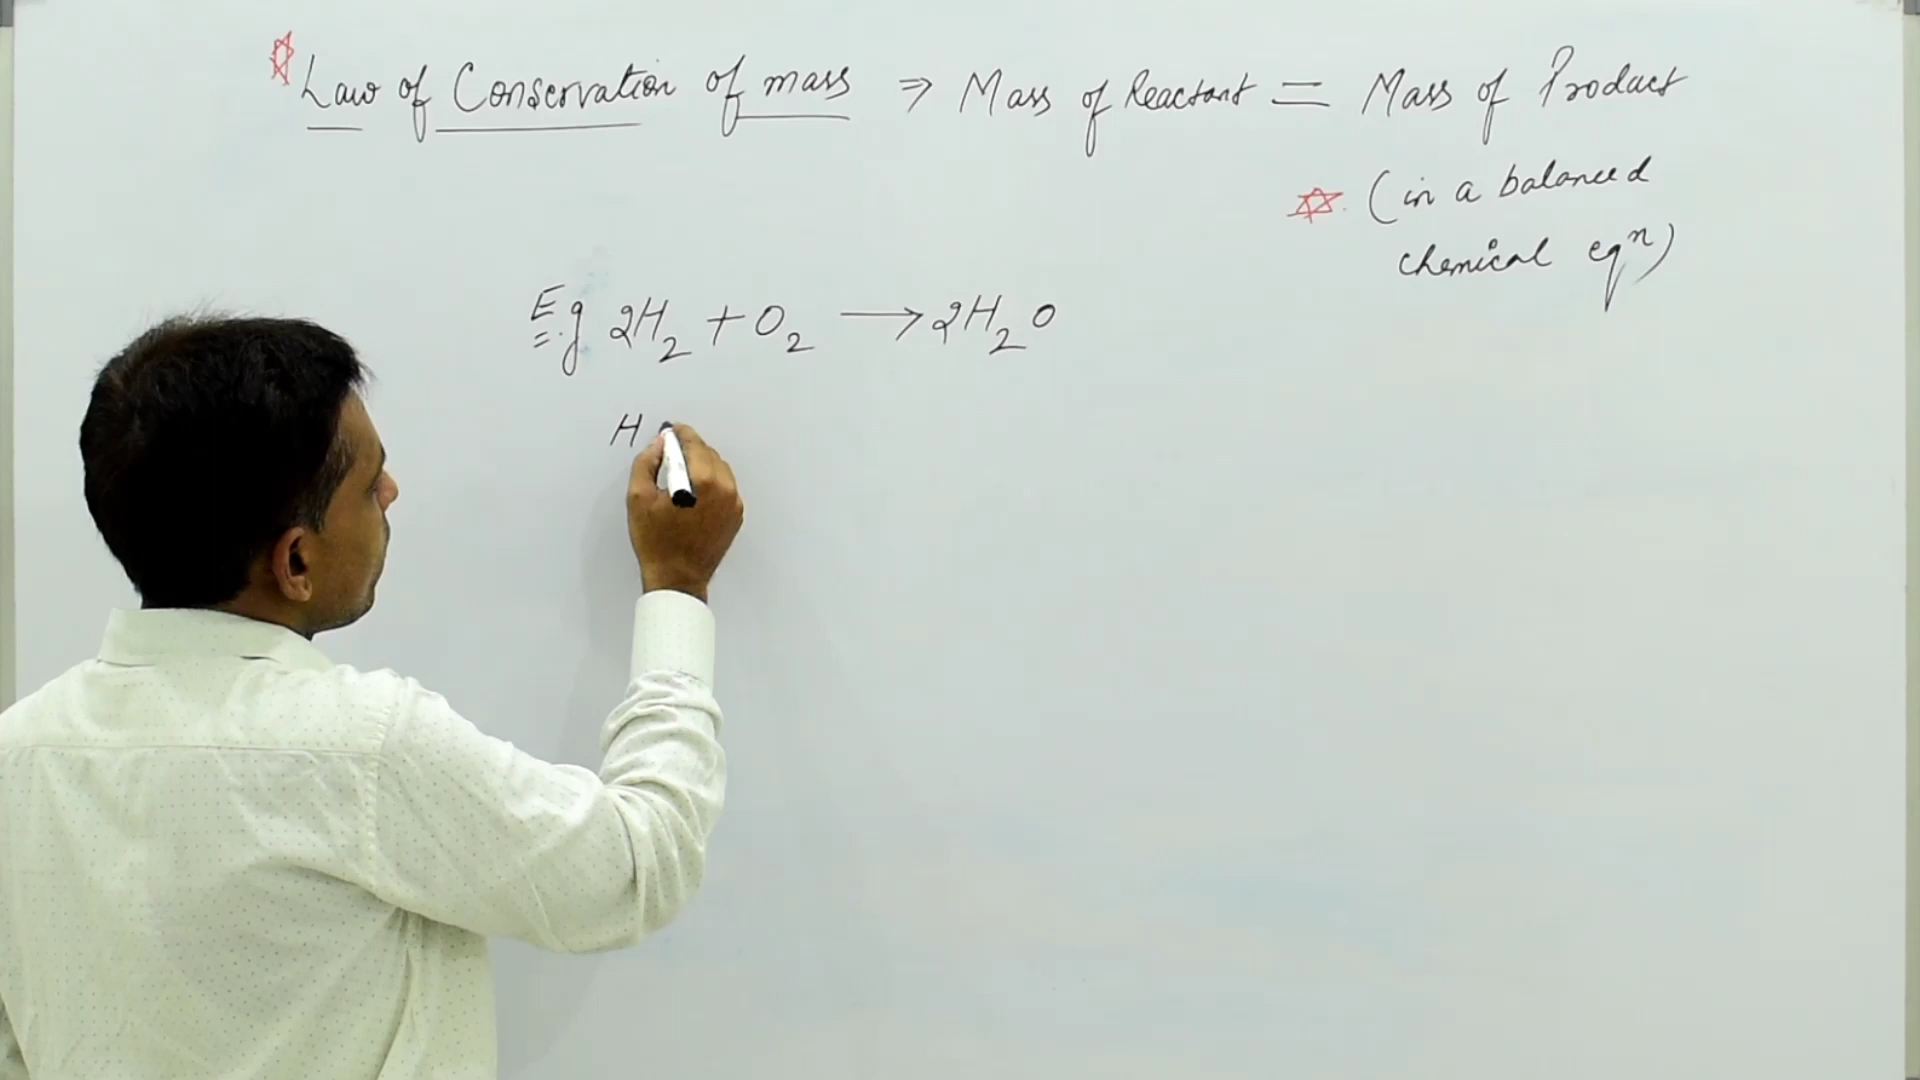 Law of Conservation of mass ⇒ Mass of Reactant = Mass of Product
(in a balanced
chemical eqⁿ)
E.g 2H₂ + O₂ → 2H₂O
H